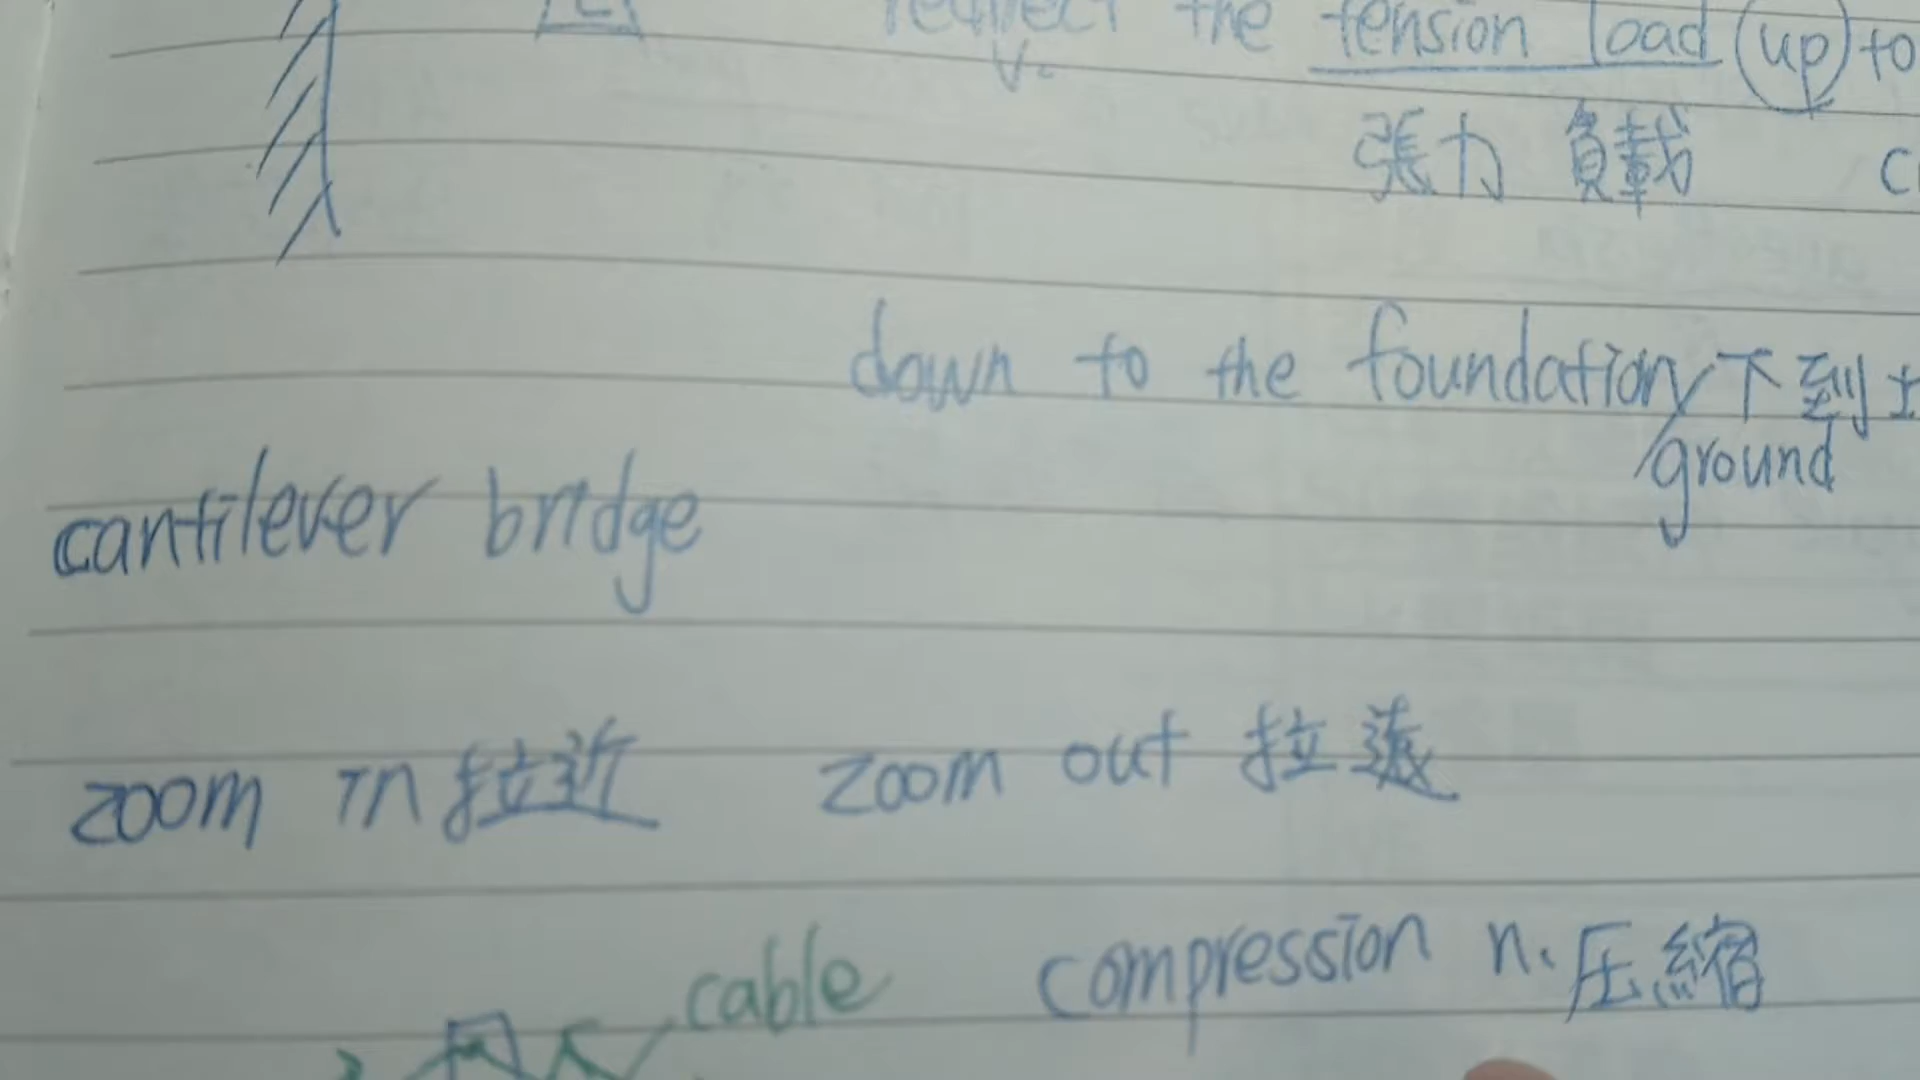 redirect the tension load up to
v.
張力 負載
down to the foundation/ground 下到
cantilever bridge
zoom in 拉近 zoom out 拉遠
cable compression n. 压縮